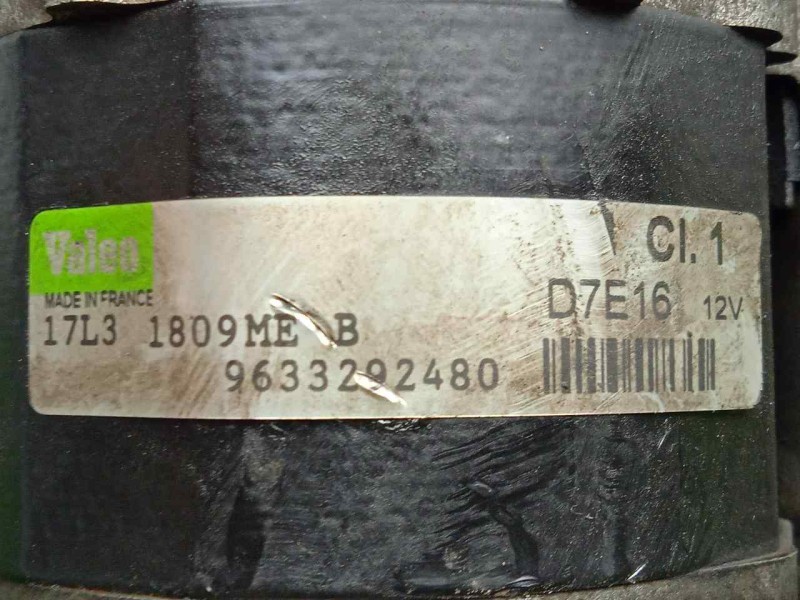 Valeo
MADE IN FRANCE
Cl. 1
D7E16 12V
17L3 1809ME B
9633292480